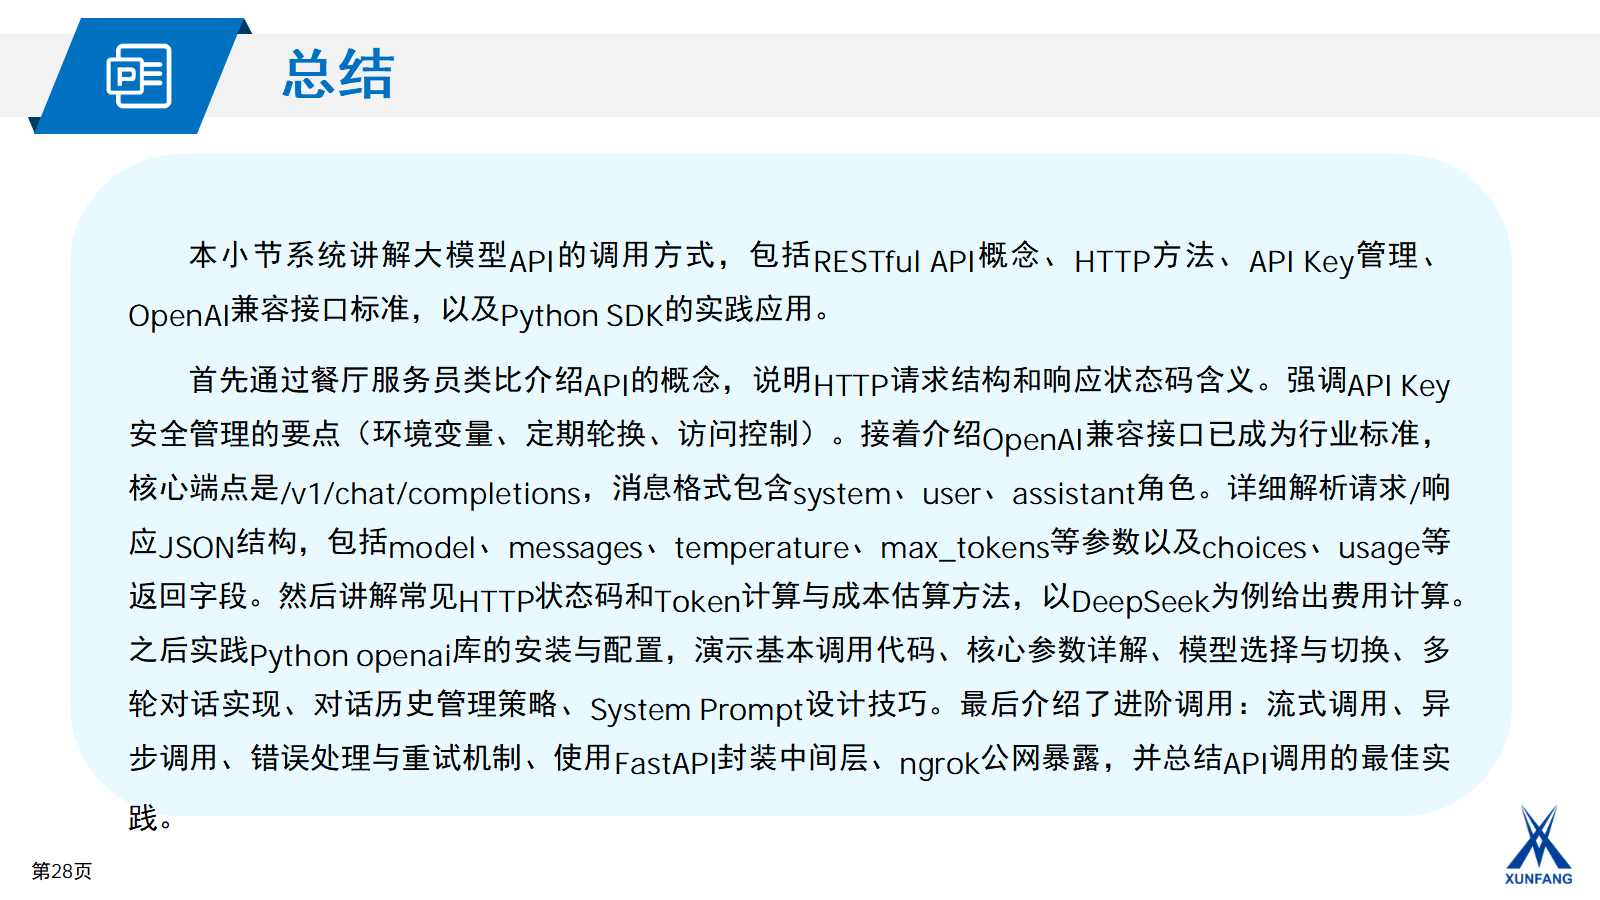 总结
本小节系统讲解大模型API的调用方式，包括RESTful API概念、HTTP方法、API Key管理、
OpenAI兼容接口标准，以及Python SDK的实践应用。
首先通过餐厅服务员类比介绍API的概念，说明HTTP请求结构和响应状态码含义。强调API Key
安全管理的要点（环境变量、定期轮换、访问控制）。接着介绍OpenAI兼容接口已成为行业标准，
核心端点是/v1/chat/completions，消息格式包含system、user、assistant角色。详细解析请求/响
应JSON结构，包括model、messages、temperature、max_tokens等参数以及choices、usage等
返回字段。然后讲解常见HTTP状态码和Token计算与成本估算方法，以DeepSeek为例给出费用计算。
之后实践Python openai库的安装与配置，演示基本调用代码、核心参数详解、模型选择与切换、多
轮对话实现、对话历史管理策略、System Prompt设计技巧。最后介绍了进阶调用：流式调用、异
步调用、错误处理与重试机制、使用FastAPI封装中间层、ngrok公网暴露，并总结API调用的最佳实
践。
第28页
XUNFANG